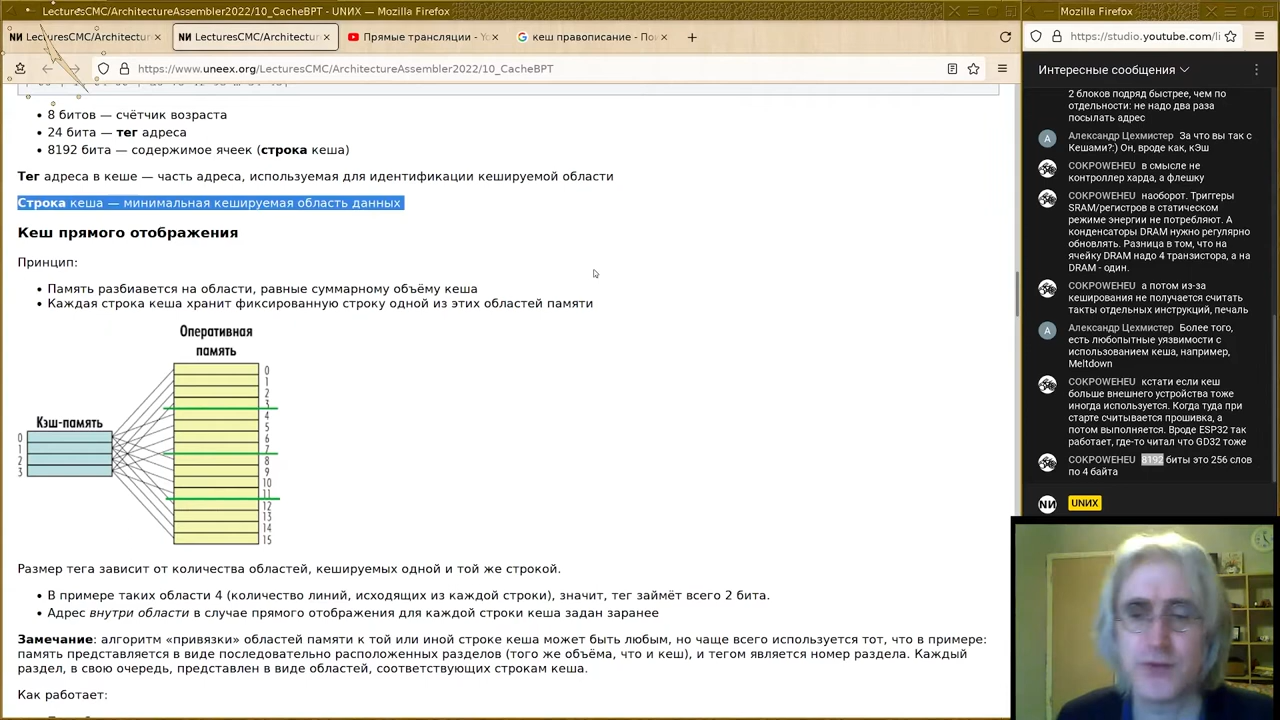 LecturesCMC/ArchitectureAssembler2022/10_CacheBPT - UNИX — Mozilla Firefox
Mozilla Firefox
LecturesCMC/Architectur
LecturesCMC/Architectur
Прямые трансляции - Yo
кеш правописание - По
https://www.uneex.org/LecturesCMC/ArchitectureAssembler2022/10_CacheBPT
8 битов — счётчик возраста
24 бита — тег адреса
8192 бита — содержимое ячеек (строка кеша)
Тег адреса в кеше — часть адреса, используемая для идентификации кешируемой области
Строка кеша — минимальная кешируемая область данных
Кеш прямого отображения
Принцип:
Память разбиавется на области, равные суммарному объёму кеша
Каждая строка кеша хранит фиксированную строку одной из этих областей памяти
Оперативная
память
Кэш-память
0
1
2
3
0
1
2
3
4
5
6
7
8
9
10
11
12
13
14
15
Размер тега зависит от количества областей, кешируемых одной и той же строкой.
В примере таких области 4 (количество линий, исходящих из каждой строки), значит, тег займёт всего 2 бита.
Адрес внутри области в случае прямого отображения для каждой строки кеша задан заранее
Замечание: алгоритм «привязки» областей памяти к той или иной строке кеша может быть любым, но чаще всего используется тот, что в примере:
память представляется в виде последовательно расположенных разделов (того же объёма, что и кеш), и тегом является номер раздела. Каждый
раздел, в свою очередь, представлен в виде областей, соответствующих строкам кеша.
Как работает:
https://studio.youtube.com/li
Интересные сообщения
2 блоков подряд быстрее, чем по
отдельности: не надо два раза
посылать адрес
Александр Цехмистер За что вы так с
Кешами?:) Он, вроде как, кЭш
COKPOWEHEU в смысле не
контроллер харда, а флешку
COKPOWEHEU наоборот. Триггеры
SRAM/регистров в статическом
режиме энергии не потребляют. А
конденсаторы DRAM нужно регулярно
обновлять. Разница в том, что на
ячейку DRAM надо 4 транзистора, а на
DRAM - один.
COKPOWEHEU а потом из-за
кеширования не получается считать
такты отдельных инструкций, печаль
Александр Цехмистер Более того,
есть любопытные уязвимости с
использованием кеша, например,
Meltdown
COKPOWEHEU кстати если кеш
больше внешнего устройства тоже
иногда используется. Когда туда при
старте считывается прошивка, а
потом выполняется. Вроде ESP32 так
работает, где-то читал что GD32 тоже
COKPOWEHEU 8192 биты это 256 слов
по 4 байта
UNИX